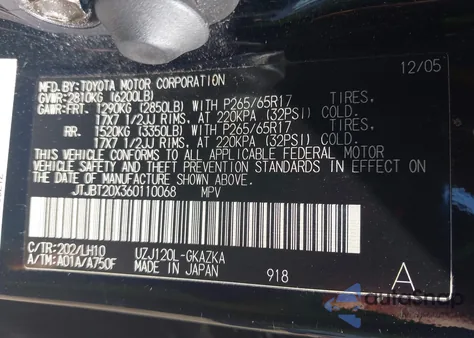 12/05
MFD.BY:TOYOTA MOTOR CORPORATION
GVWR:2810KG (6200LB)
GAWR:FRT. 1290KG (2850LB) WITH P265/65R17 TIRES,
17X7 1/2JJ RIMS, AT 220KPA (32PSI) COLD.
RR. 1520KG (3350LB) WITH P265/65R17 TIRES,
17X7 1/2JJ RIMS, AT 220KPA (32PSI) COLD.
THIS VEHICLE CONFORMS TO ALL APPLICABLE FEDERAL MOTOR
VEHICLE SAFETY AND THEFT PREVENTION STANDARDS IN EFFECT ON
THE DATE OF MANUFACTURE SHOWN ABOVE.
JTJBT20X360110068 MPV
C/TR:202/LH10 UZJ120L-GKAZKA
A/TM:A01A/A750F MADE IN JAPAN 918 A
autoSnap